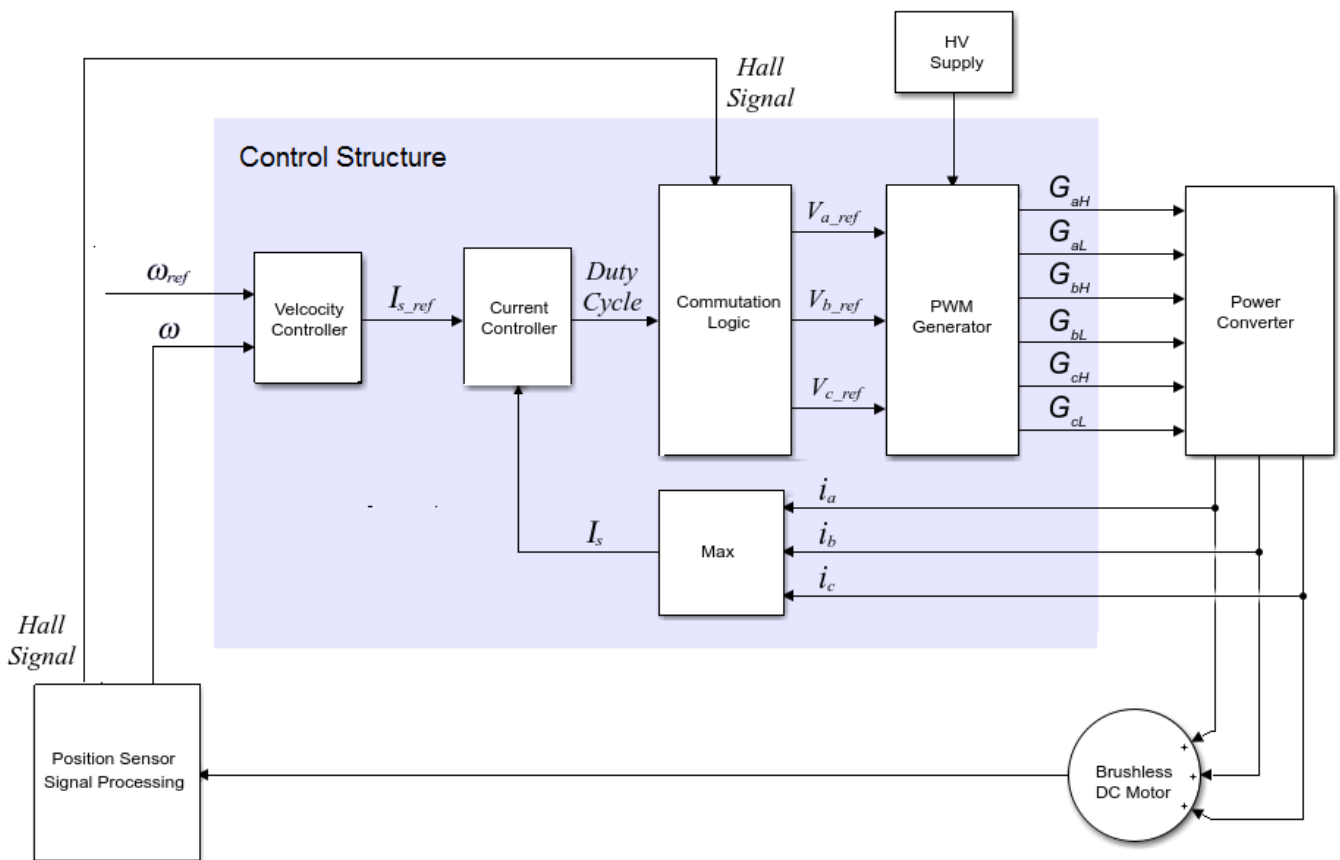 HV
Supply
Hall
Signal
Control Structure
ω_ref
ω
Velcocity
Controller
I_s_ref
Current
Controller
Duty
Cycle
Commutation
Logic
V_a_ref
V_b_ref
V_c_ref
PWM
Generator
G_aH
G_aL
G_bH
G_bL
G_cH
G_cL
Power
Converter
I_s
Max
i_a
i_b
i_c
Hall
Signal
Position Sensor
Signal Processing
Brushless
DC Motor
+
+
+